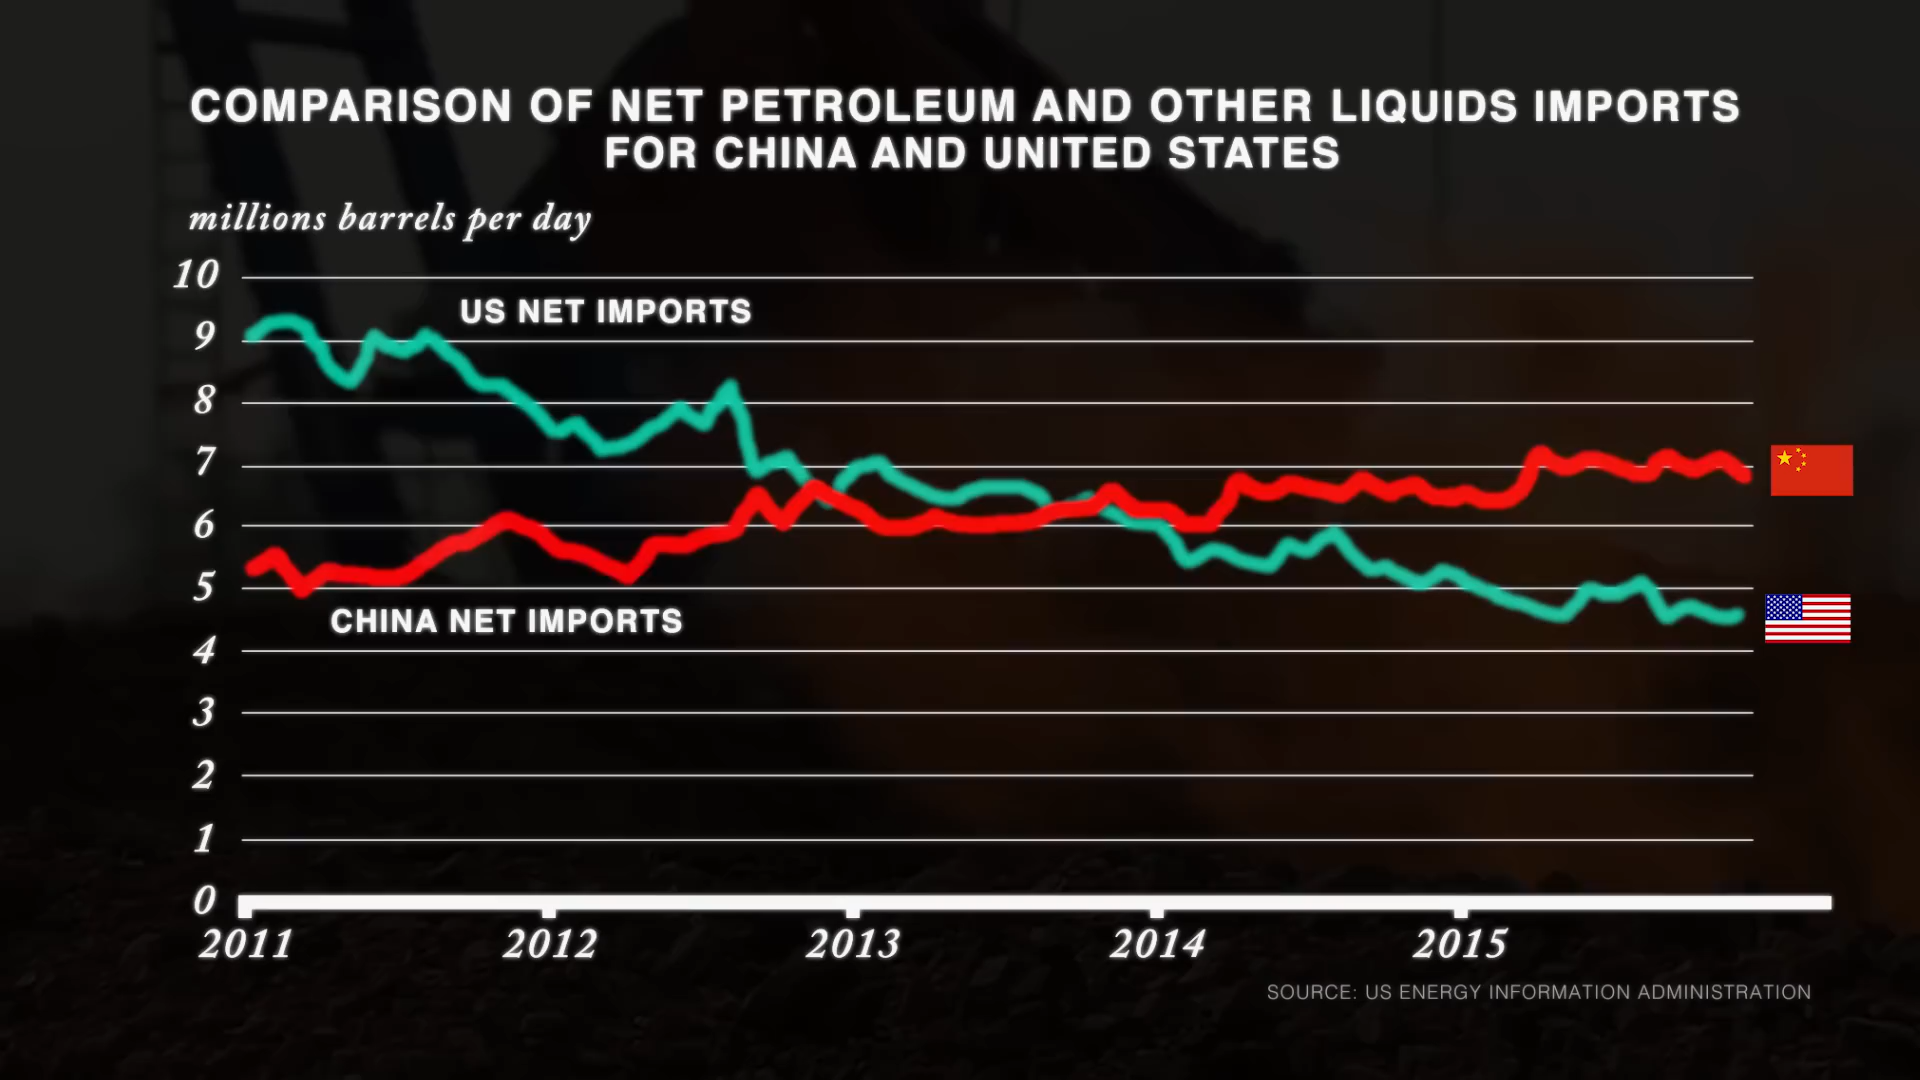 COMPARISON OF NET PETROLEUM AND OTHER LIQUIDS IMPORTS
FOR CHINA AND UNITED STATES
millions barrels per day
10
US NET IMPORTS
9
8
7
6
5
CHINA NET IMPORTS
4
3
2
1
0
2011 2012 2013 2014 2015
SOURCE: US ENERGY INFORMATION ADMINISTRATION